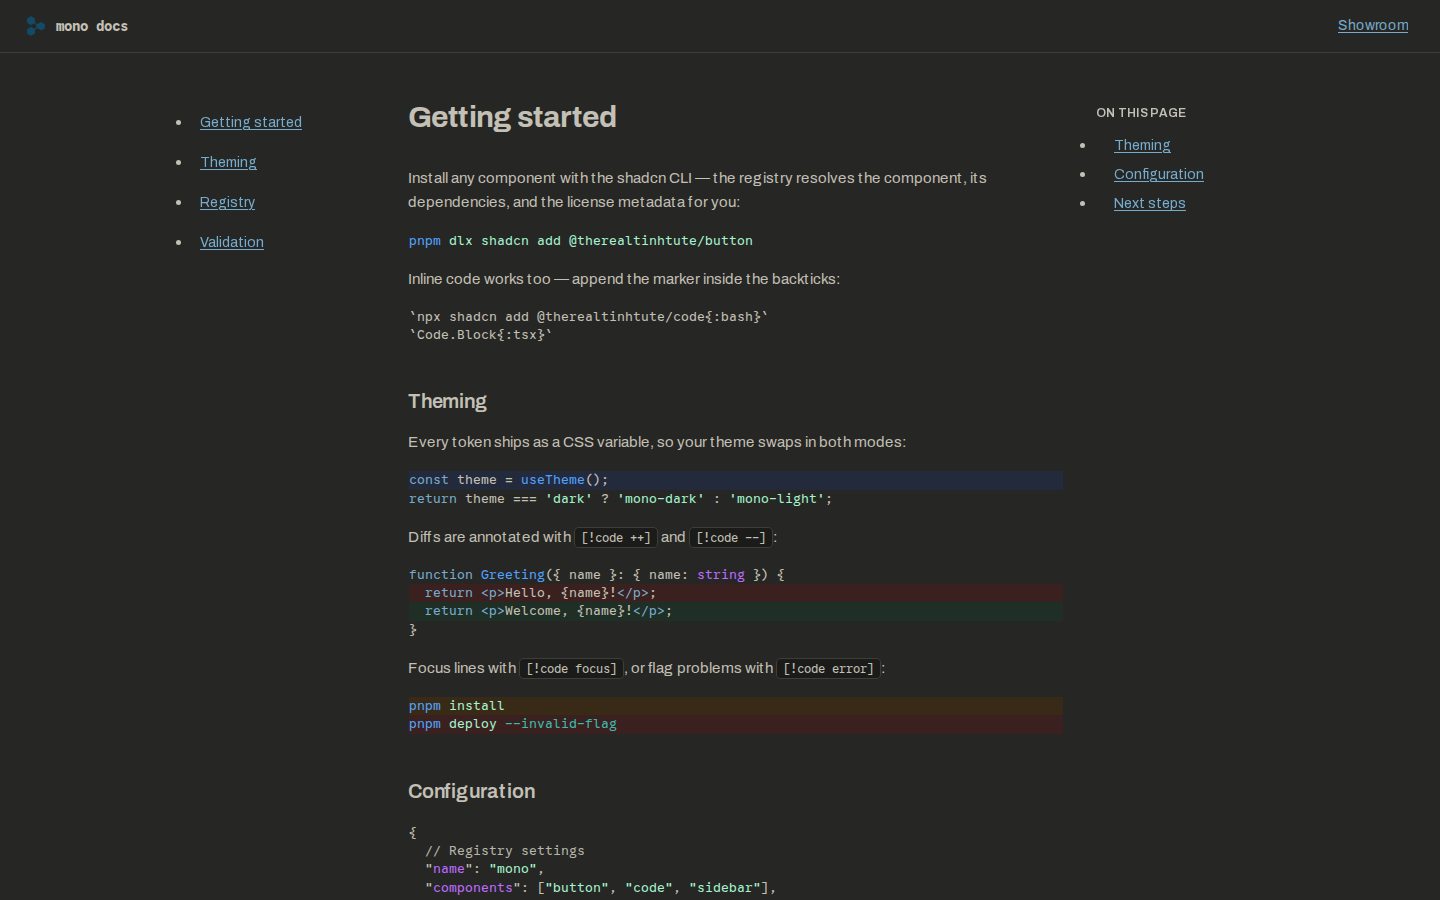 mono docs
Showroom
Getting started
Theming
Registry
Validation
Getting started
Install any component with the shadcn CLI — the registry resolves the component, its
dependencies, and the license metadata for you:
pnpm dlx shadcn add @therealtinhtute/button
Inline code works too — append the marker inside the backticks:
`npx shadcn add @therealtinhtute/code{:bash}`
`Code.Block{:tsx}`
Theming
Every token ships as a CSS variable, so your theme swaps in both modes:
const theme = useTheme();
return theme === 'dark' ? 'mono-dark' : 'mono-light';
Diffs are annotated with [!code ++] and [!code --]:
function Greeting({ name }: { name: string }) {
  return <p>Hello, {name}!</p>;
  return <p>Welcome, {name}!</p>;
}
Focus lines with [!code focus], or flag problems with [!code error]:
pnpm install
pnpm deploy --invalid-flag
Configuration
{
  // Registry settings
  "name": "mono",
  "components": ["button", "code", "sidebar"],
ON THIS PAGE
Theming
Configuration
Next steps